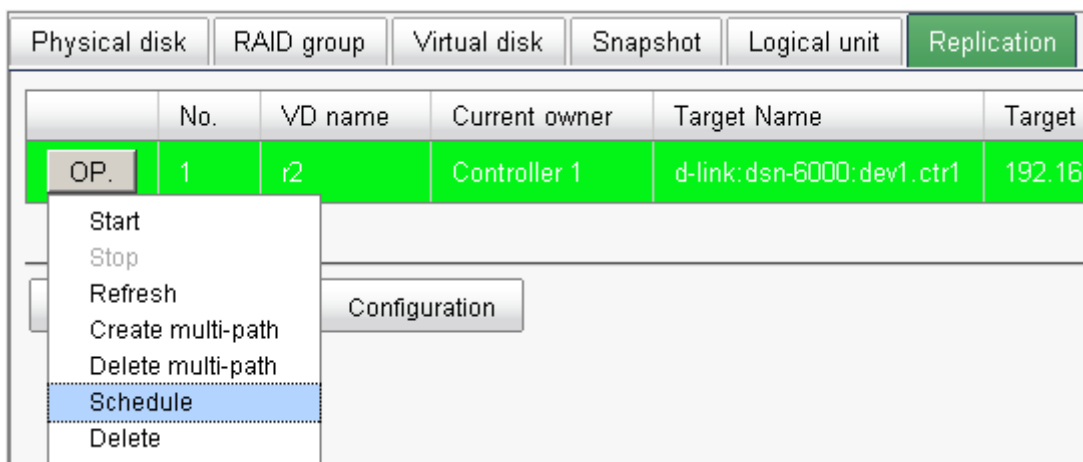 Physical disk RAID group Virtual disk Snapshot Logical unit Replication
No. VD name Current owner Target Name Target
OP. 1 r2 Controller 1 d-link:dsn-6000:dev1.ctr1 192.16
Start
Stop
Refresh
Configuration
Create multi-path
Delete multi-path
Schedule
Delete